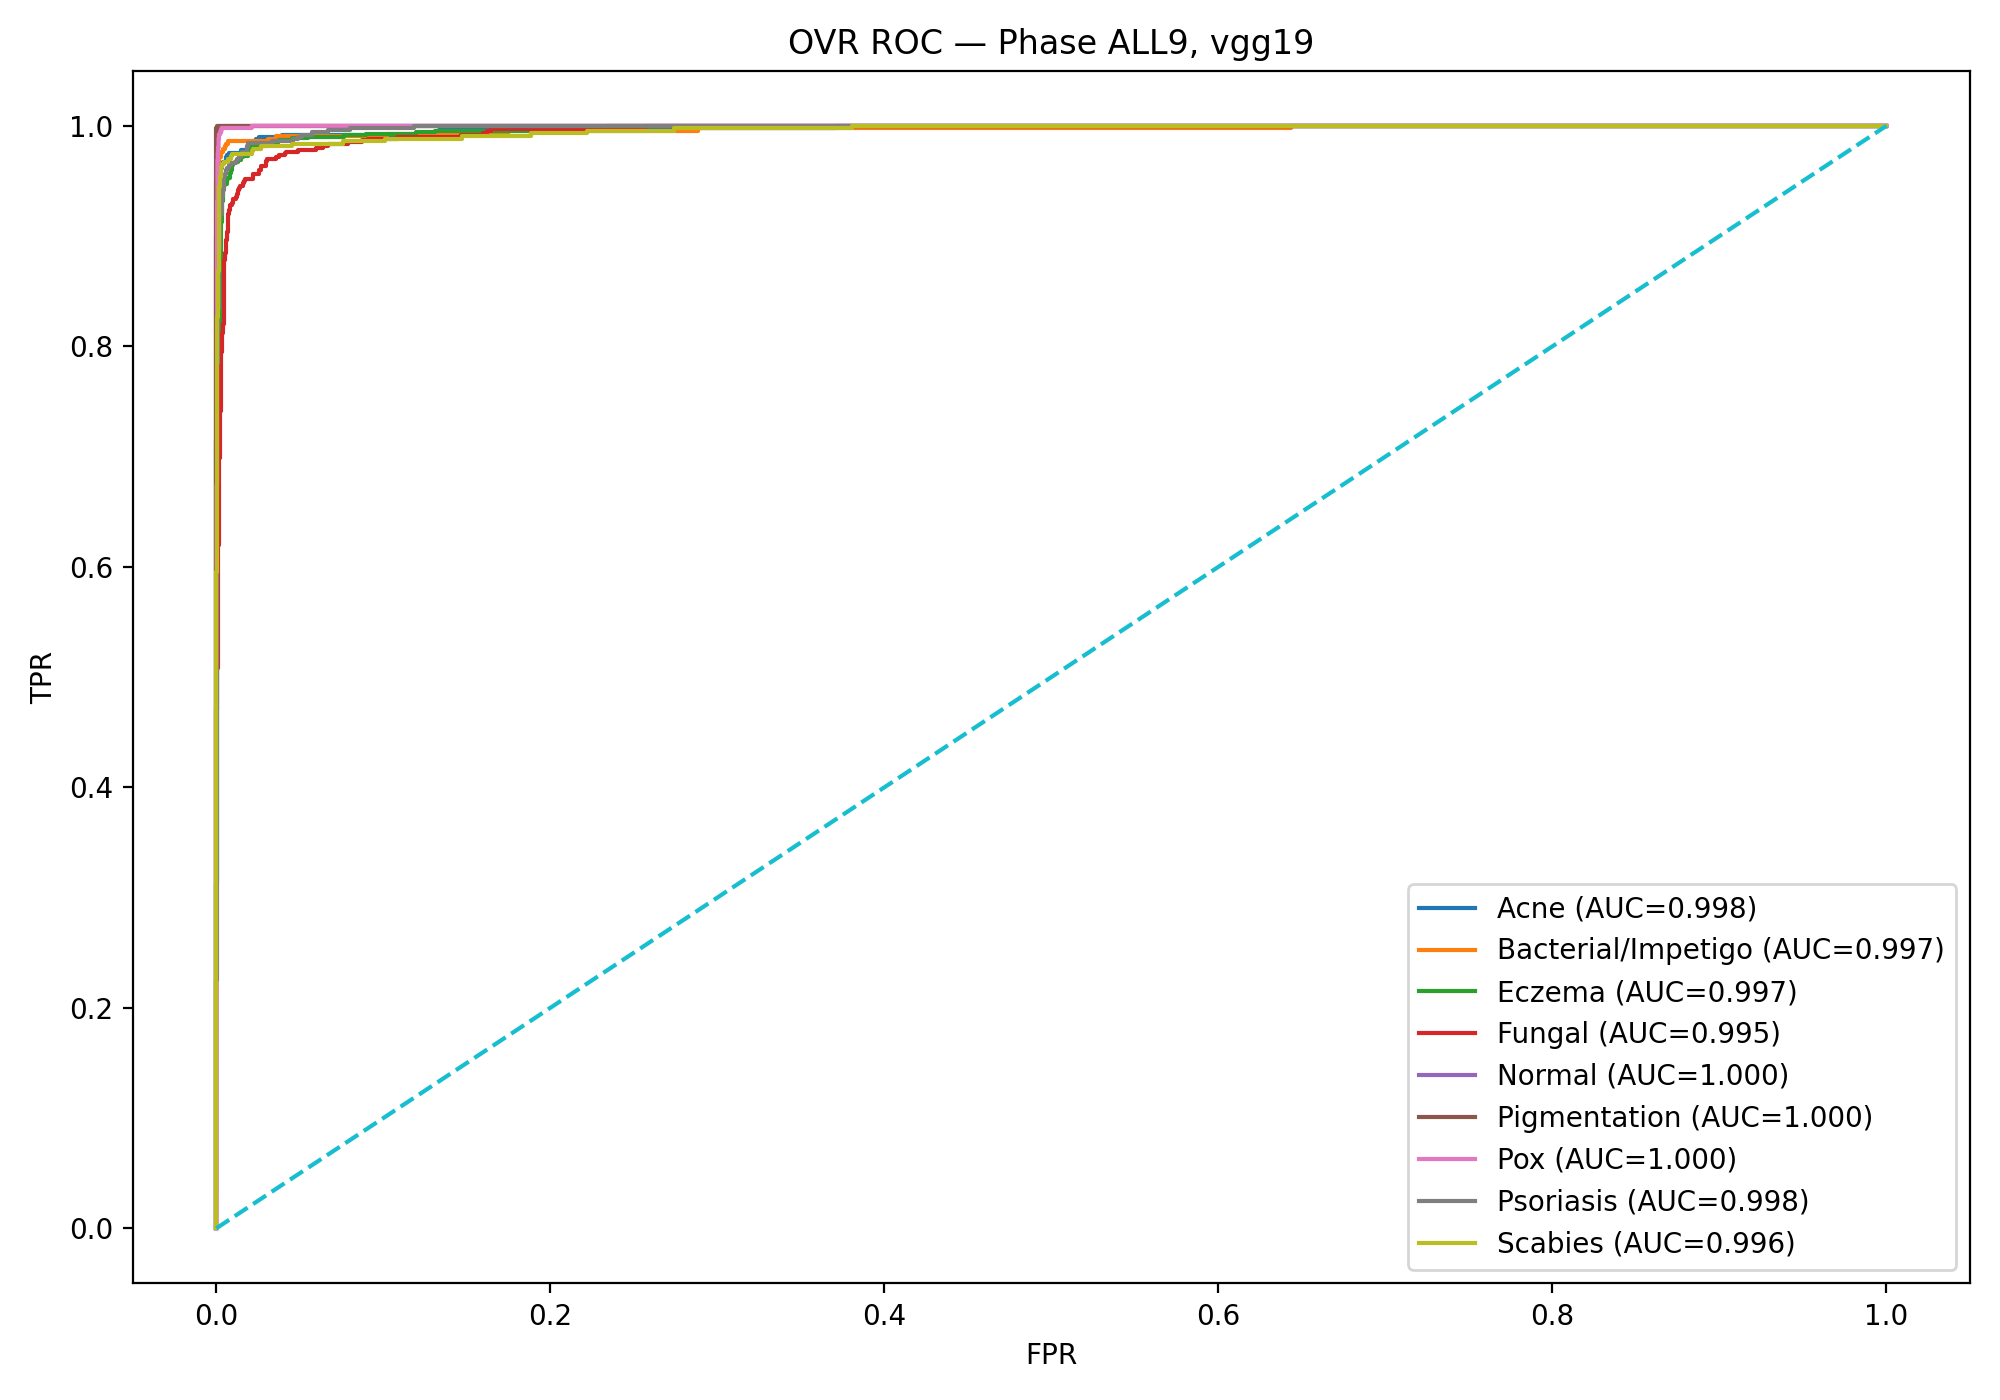 OVR ROC — Phase ALL9, vgg19
1.0
0.8
0.6
0.4
0.2
0.0
TPR
0.0 0.2 0.4 0.6 0.8 1.0
FPR
Acne (AUC=0.998)
Bacterial/Impetigo (AUC=0.997)
Eczema (AUC=0.997)
Fungal (AUC=0.995)
Normal (AUC=1.000)
Pigmentation (AUC=1.000)
Pox (AUC=1.000)
Psoriasis (AUC=0.998)
Scabies (AUC=0.996)